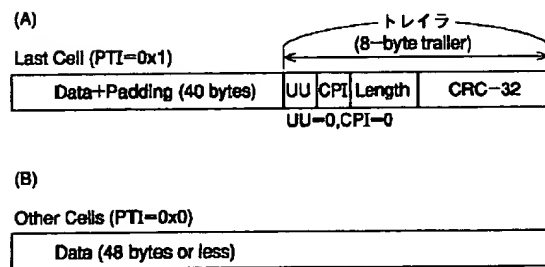 (A)
トレイラ
(8-byte trailer)
Last Cell (PTI=0x1)
Data+Padding (40 bytes) UU CPI Length CRC-32
UU=0,CPI=0
(B)
Other Cells (PTI=0x0)
Data (48 bytes or less)